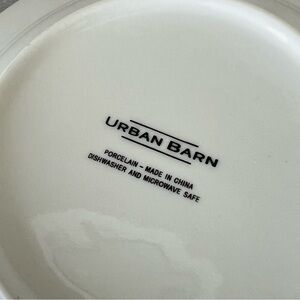 URBAN BARN
PORCELAIN – MADE IN CHINA
DISHWASHER AND MICROWAVE SAFE